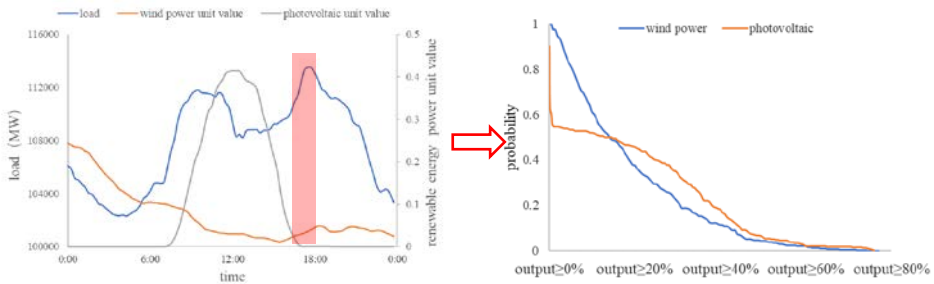 load wind power unit value photovoltaic unit value
116000
112000
108000
104000
100000
load（MW）
0.5
0.4
0.3
0.2
0.1
0
renewable energy power unit value
0:00 6:00 12:00 18:00 0:00
time
wind power photovoltaic
1
0.8
0.6
0.4
0.2
0
probability
output≥0% output≥20% output≥40% output≥60% output≥80%